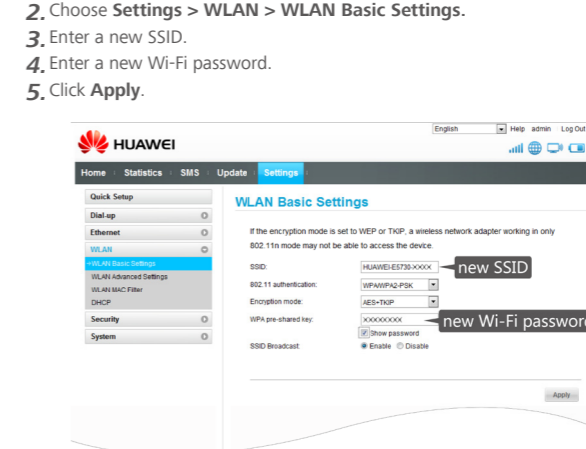 2. Choose Settings > WLAN > WLAN Basic Settings.
3. Enter a new SSID.
4. Enter a new Wi-Fi password.
5. Click Apply.
English Help admin Log Out
HUAWEI
Home Statistics SMS Update Settings
Quick Setup
Dial-up
Ethernet
WLAN
WLAN Basic Settings
WLAN Advanced Settings
WLAN MAC Filter
DHCP
Security
System
WLAN Basic Settings
If the encryption mode is set to WEP or TKIP, a wireless network adapter working in only
802.11n mode may not be able to access the device.
SSID: HUAWEI-E5730-XXXX new SSID
802.11 authentication: WPA/WPA2-PSK
Encryption mode: AES+TKIP
WPA pre-shared key: XXXXXXXX new Wi-Fi password
Show password
SSID Broadcast: Enable Disable
Apply